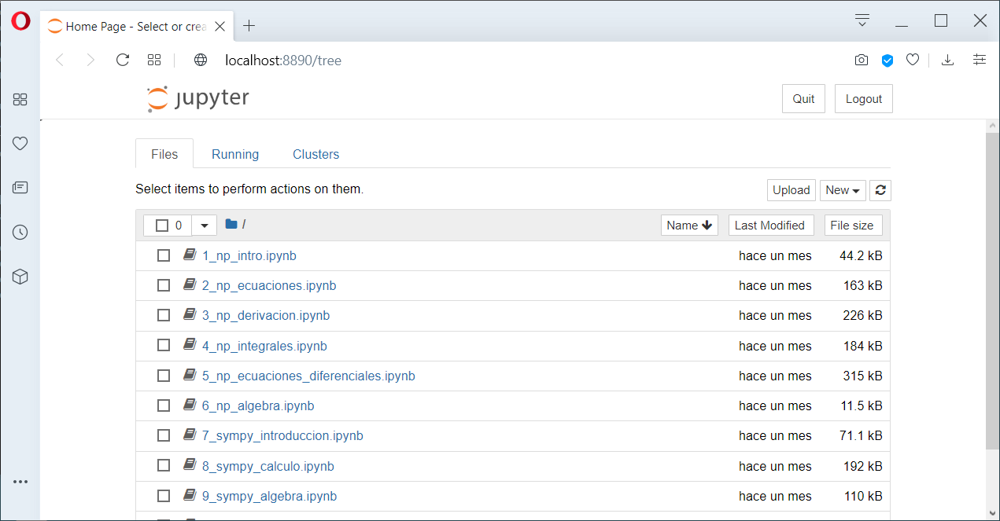 Home Page - Select or crea
localhost:8890/tree
jupyter
Quit
Logout
Files
Running
Clusters
Select items to perform actions on them.
Upload
New
0
/
Name
Last Modified
File size
1_np_intro.ipynb hace un mes 44.2 kB
2_np_ecuaciones.ipynb hace un mes 163 kB
3_np_derivacion.ipynb hace un mes 226 kB
4_np_integrales.ipynb hace un mes 184 kB
5_np_ecuaciones_diferenciales.ipynb hace un mes 315 kB
6_np_algebra.ipynb hace un mes 11.5 kB
7_sympy_introduccion.ipynb hace un mes 71.1 kB
8_sympy_calculo.ipynb hace un mes 192 kB
9_sympy_algebra.ipynb hace un mes 110 kB